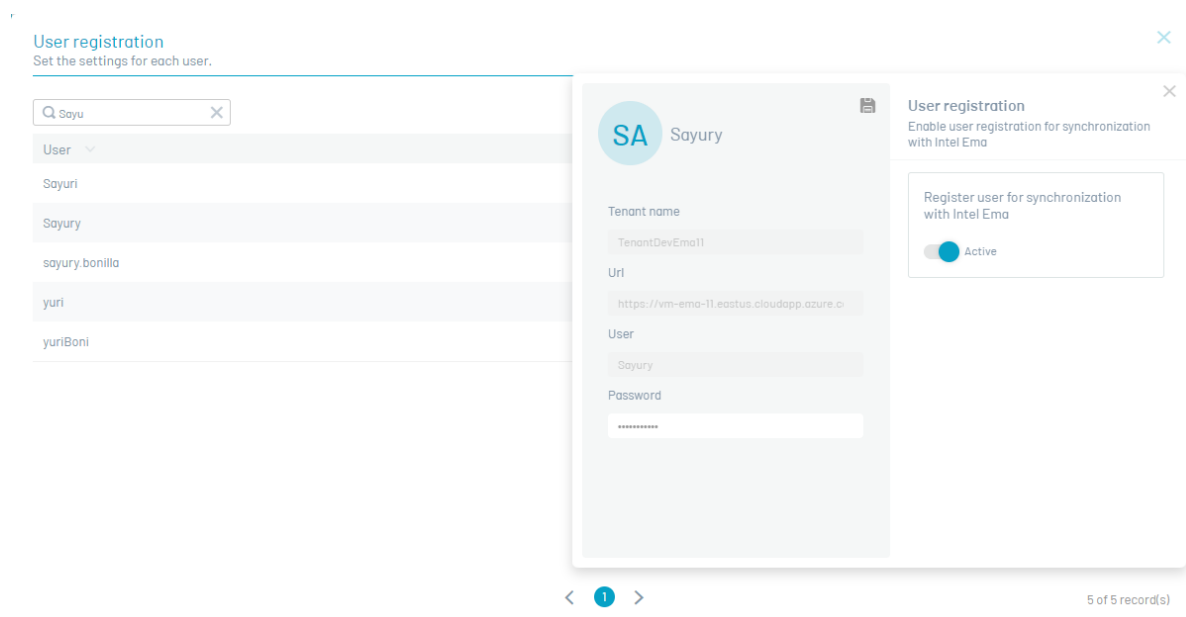 User registration
Set the settings for each user.
Sayu
User
Sayuri
Sayury
sayury.bonilla
yuri
yuriBoni
SA
Sayury
Tenant name
TenantDevEma11
Url
https://vm-ema-11.eastus.cloudapp.azure.c
User
Sayury
Password
•••••••••••
User registration
Enable user registration for synchronization
with Intel Ema
Register user for synchronization
with Intel Ema
Active
1
5 of 5 record(s)